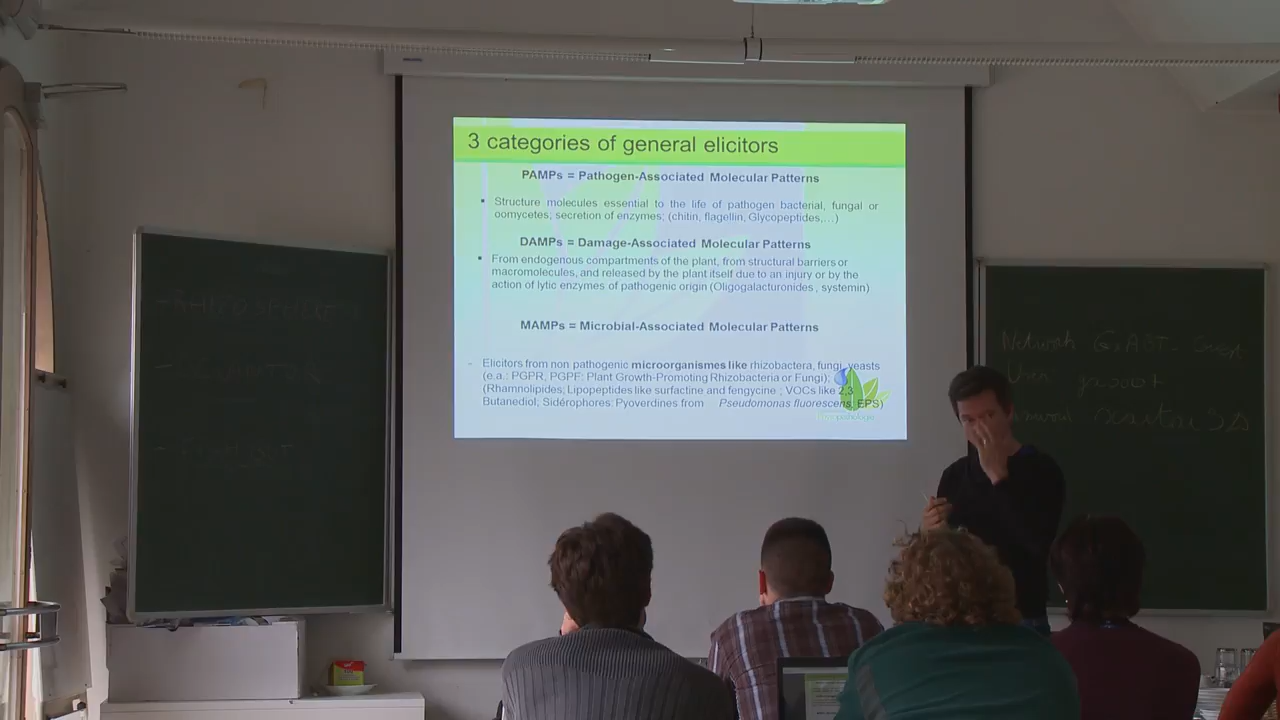 3 categories of general elicitors
PAMPs = Pathogen-Associated Molecular Patterns
▪ Structure molecules essential to the life of pathogen bacterial, fungal or
oomycetes; secretion of enzymes; (chitin, flagellin, Glycopeptides,...)
DAMPs = Damage-Associated Molecular Patterns
▪ From endogenous compartments of the plant, from structural barriers or
macromolecules, and released by the plant itself due to an injury or by the
action of lytic enzymes of pathogenic origin (Oligogalacturonides, systemin)
MAMPs = Microbial-Associated Molecular Patterns
- Elicitors from non pathogenic microorganismes like rhizobactera, fungi, yeasts
(e.a.: PGPR, PGPF: Plant Growth-Promoting Rhizobacteria or Fungi);
(Rhamnolipides; Lipopeptides like surfactine and fengycine ; VOCs like 2,3
Butanediol; Sidérophores: Pyoverdines from Pseudomonas fluorescens; EPS)
Network